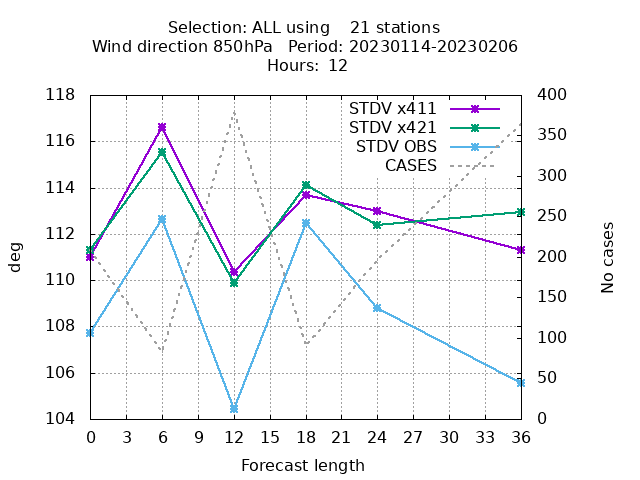 Selection: ALL using 21 stations
Wind direction 850hPa Period: 20230114-20230206
Hours: 12
STDV x411
STDV x421
STDV OBS
CASES
118
116
114
112
110
108
106
104
400
350
300
250
200
150
100
50
0
deg
No cases
0 3 6 9 12 15 18 21 24 27 30 33 36
Forecast length